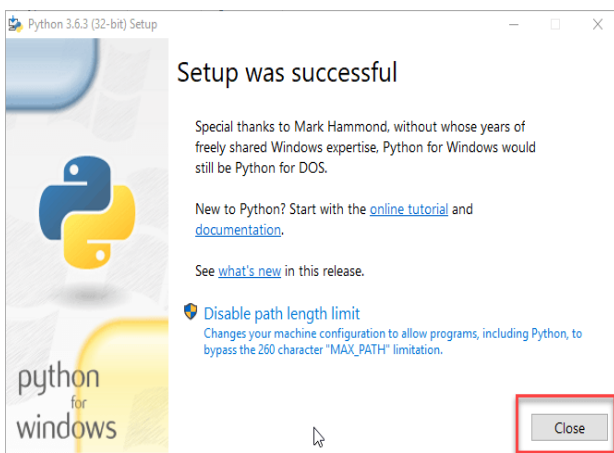 Python 3.6.3 (32-bit) Setup
Setup was successful
Special thanks to Mark Hammond, without whose years of
freely shared Windows expertise, Python for Windows would
still be Python for DOS.
New to Python? Start with the online tutorial and
documentation.
See what's new in this release.
Disable path length limit
Changes your machine configuration to allow programs, including Python, to
bypass the 260 character "MAX_PATH" limitation.
python
for
windows
Close